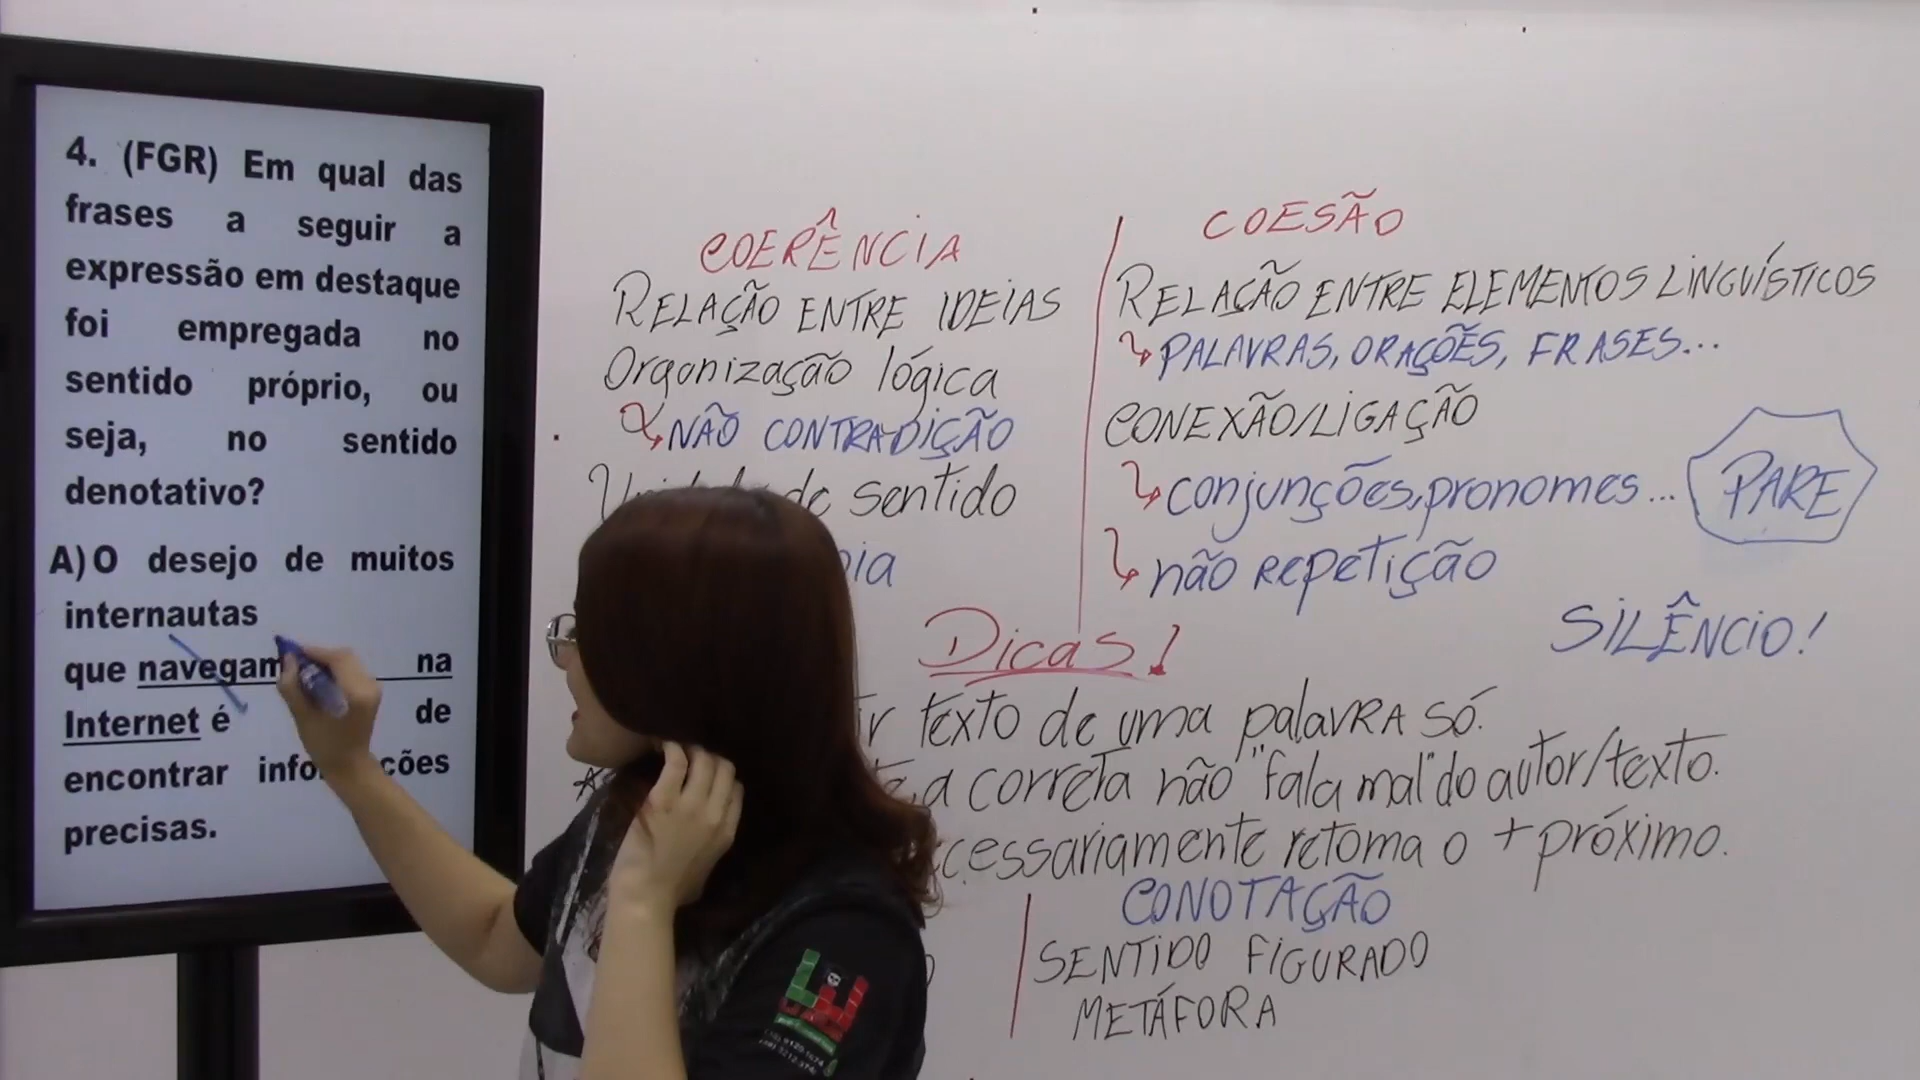 4. (FGR) Em qual das
frases a seguir a
expressão em destaque
foi empregada no
sentido próprio, ou
seja, no sentido
denotativo?
A) O desejo de muitos
internautas
que navegam na
Internet é de
encontrar
precisas.
COERÊNCIA
RELAÇÃO ENTRE IDEIAS
Organização lógica
NÃO CONTRADIÇÃO
de sentido
COESÃO
RELAÇÃO ENTRE ELEMENTOS LINGUÍSTICOS
PALAVRAS, ORAÇÕES, FRASES...
CONEXÃO/LIGAÇÃO
conjunções, pronomes...
não REPETIÇÃO
PARE
SILÊNCIO!
Dicas!
texto de uma palavra só.
a correta não "fala mal" do autor/texto.
retoma o + próximo.
CONOTAÇÃO
SENTIDO FIGURADO
METÁFORA